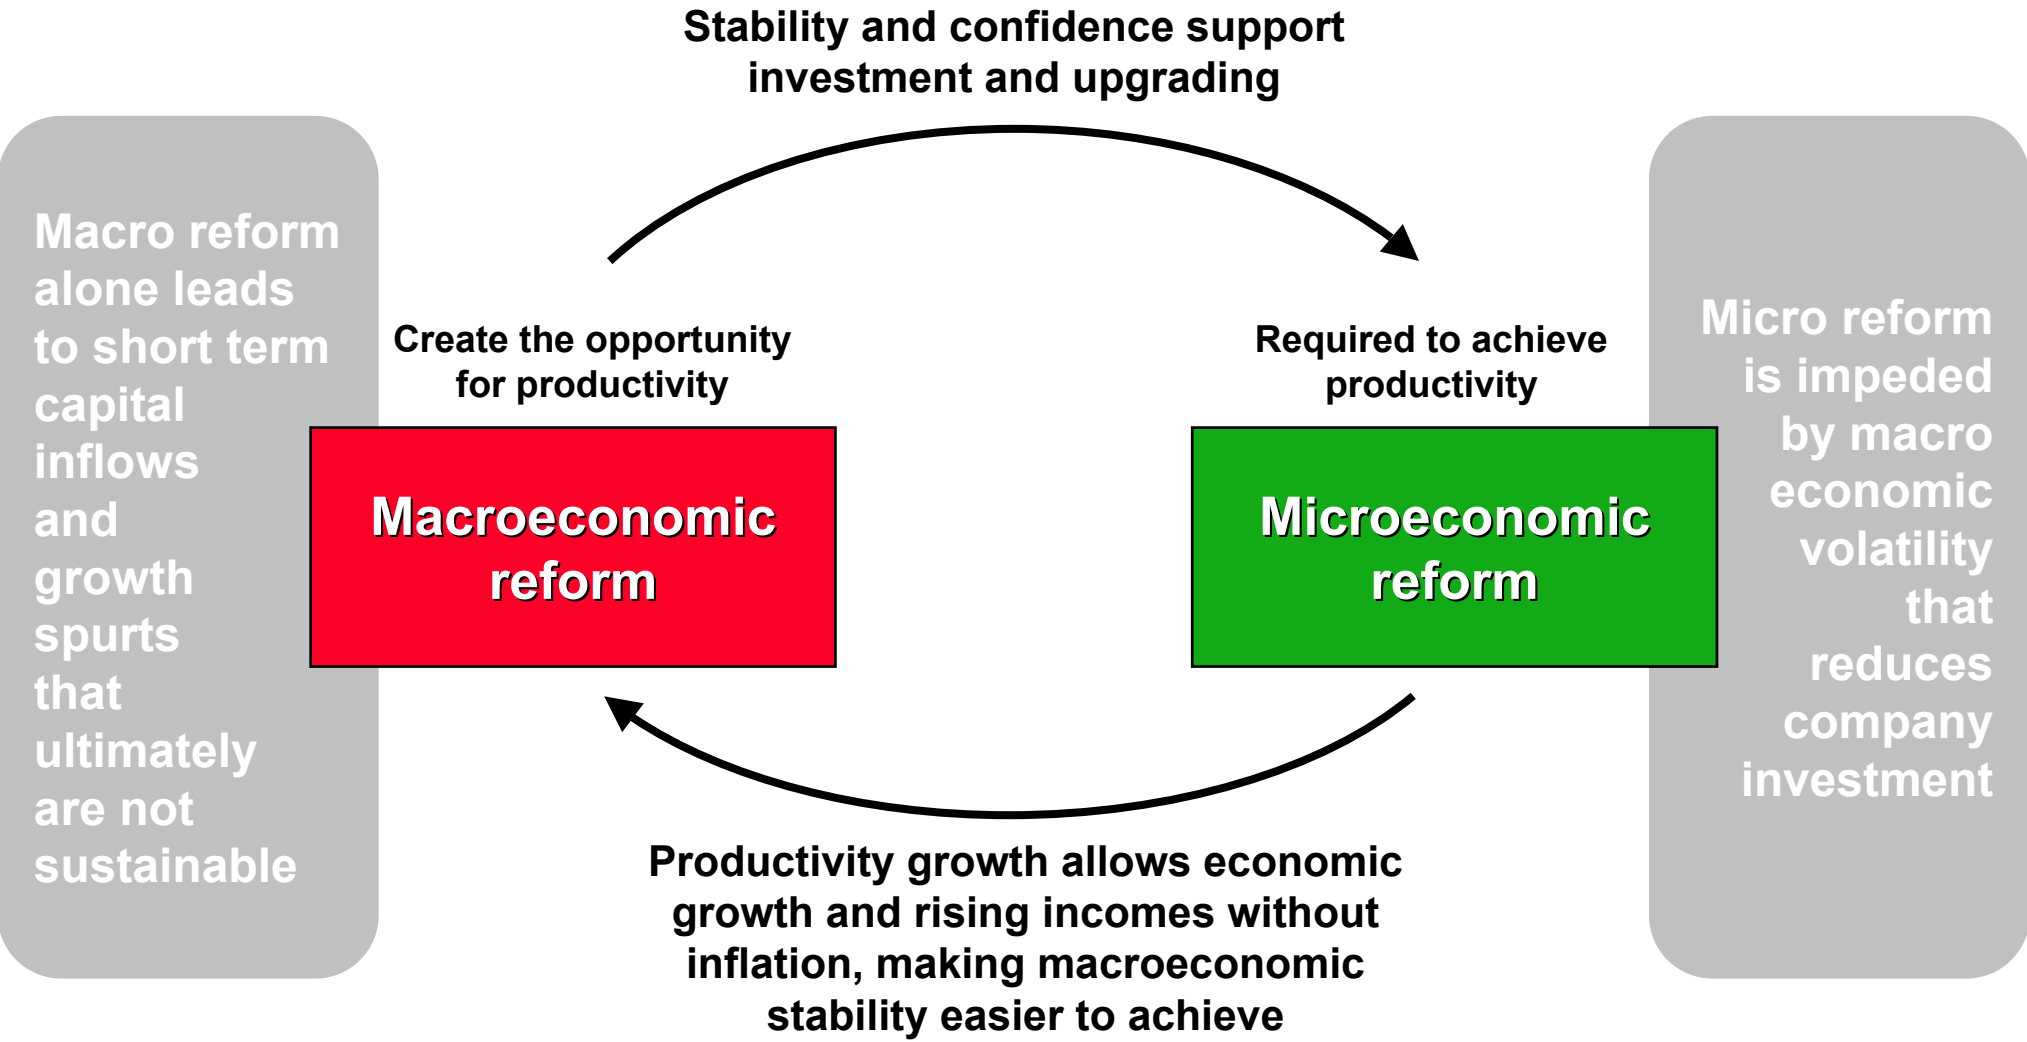 Stability and confidence support
investment and upgrading
Macro reform
alone leads
to short term
capital
inflows
and
growth
spurts
that
ultimately
are not
sustainable
Create the opportunity
for productivity
Macroeconomic
reform
Required to achieve
productivity
Microeconomic
reform
Micro reform
is impeded
by macro
economic
volatility
that
reduces
company
investment
Productivity growth allows economic
growth and rising incomes without
inflation, making macroeconomic
stability easier to achieve